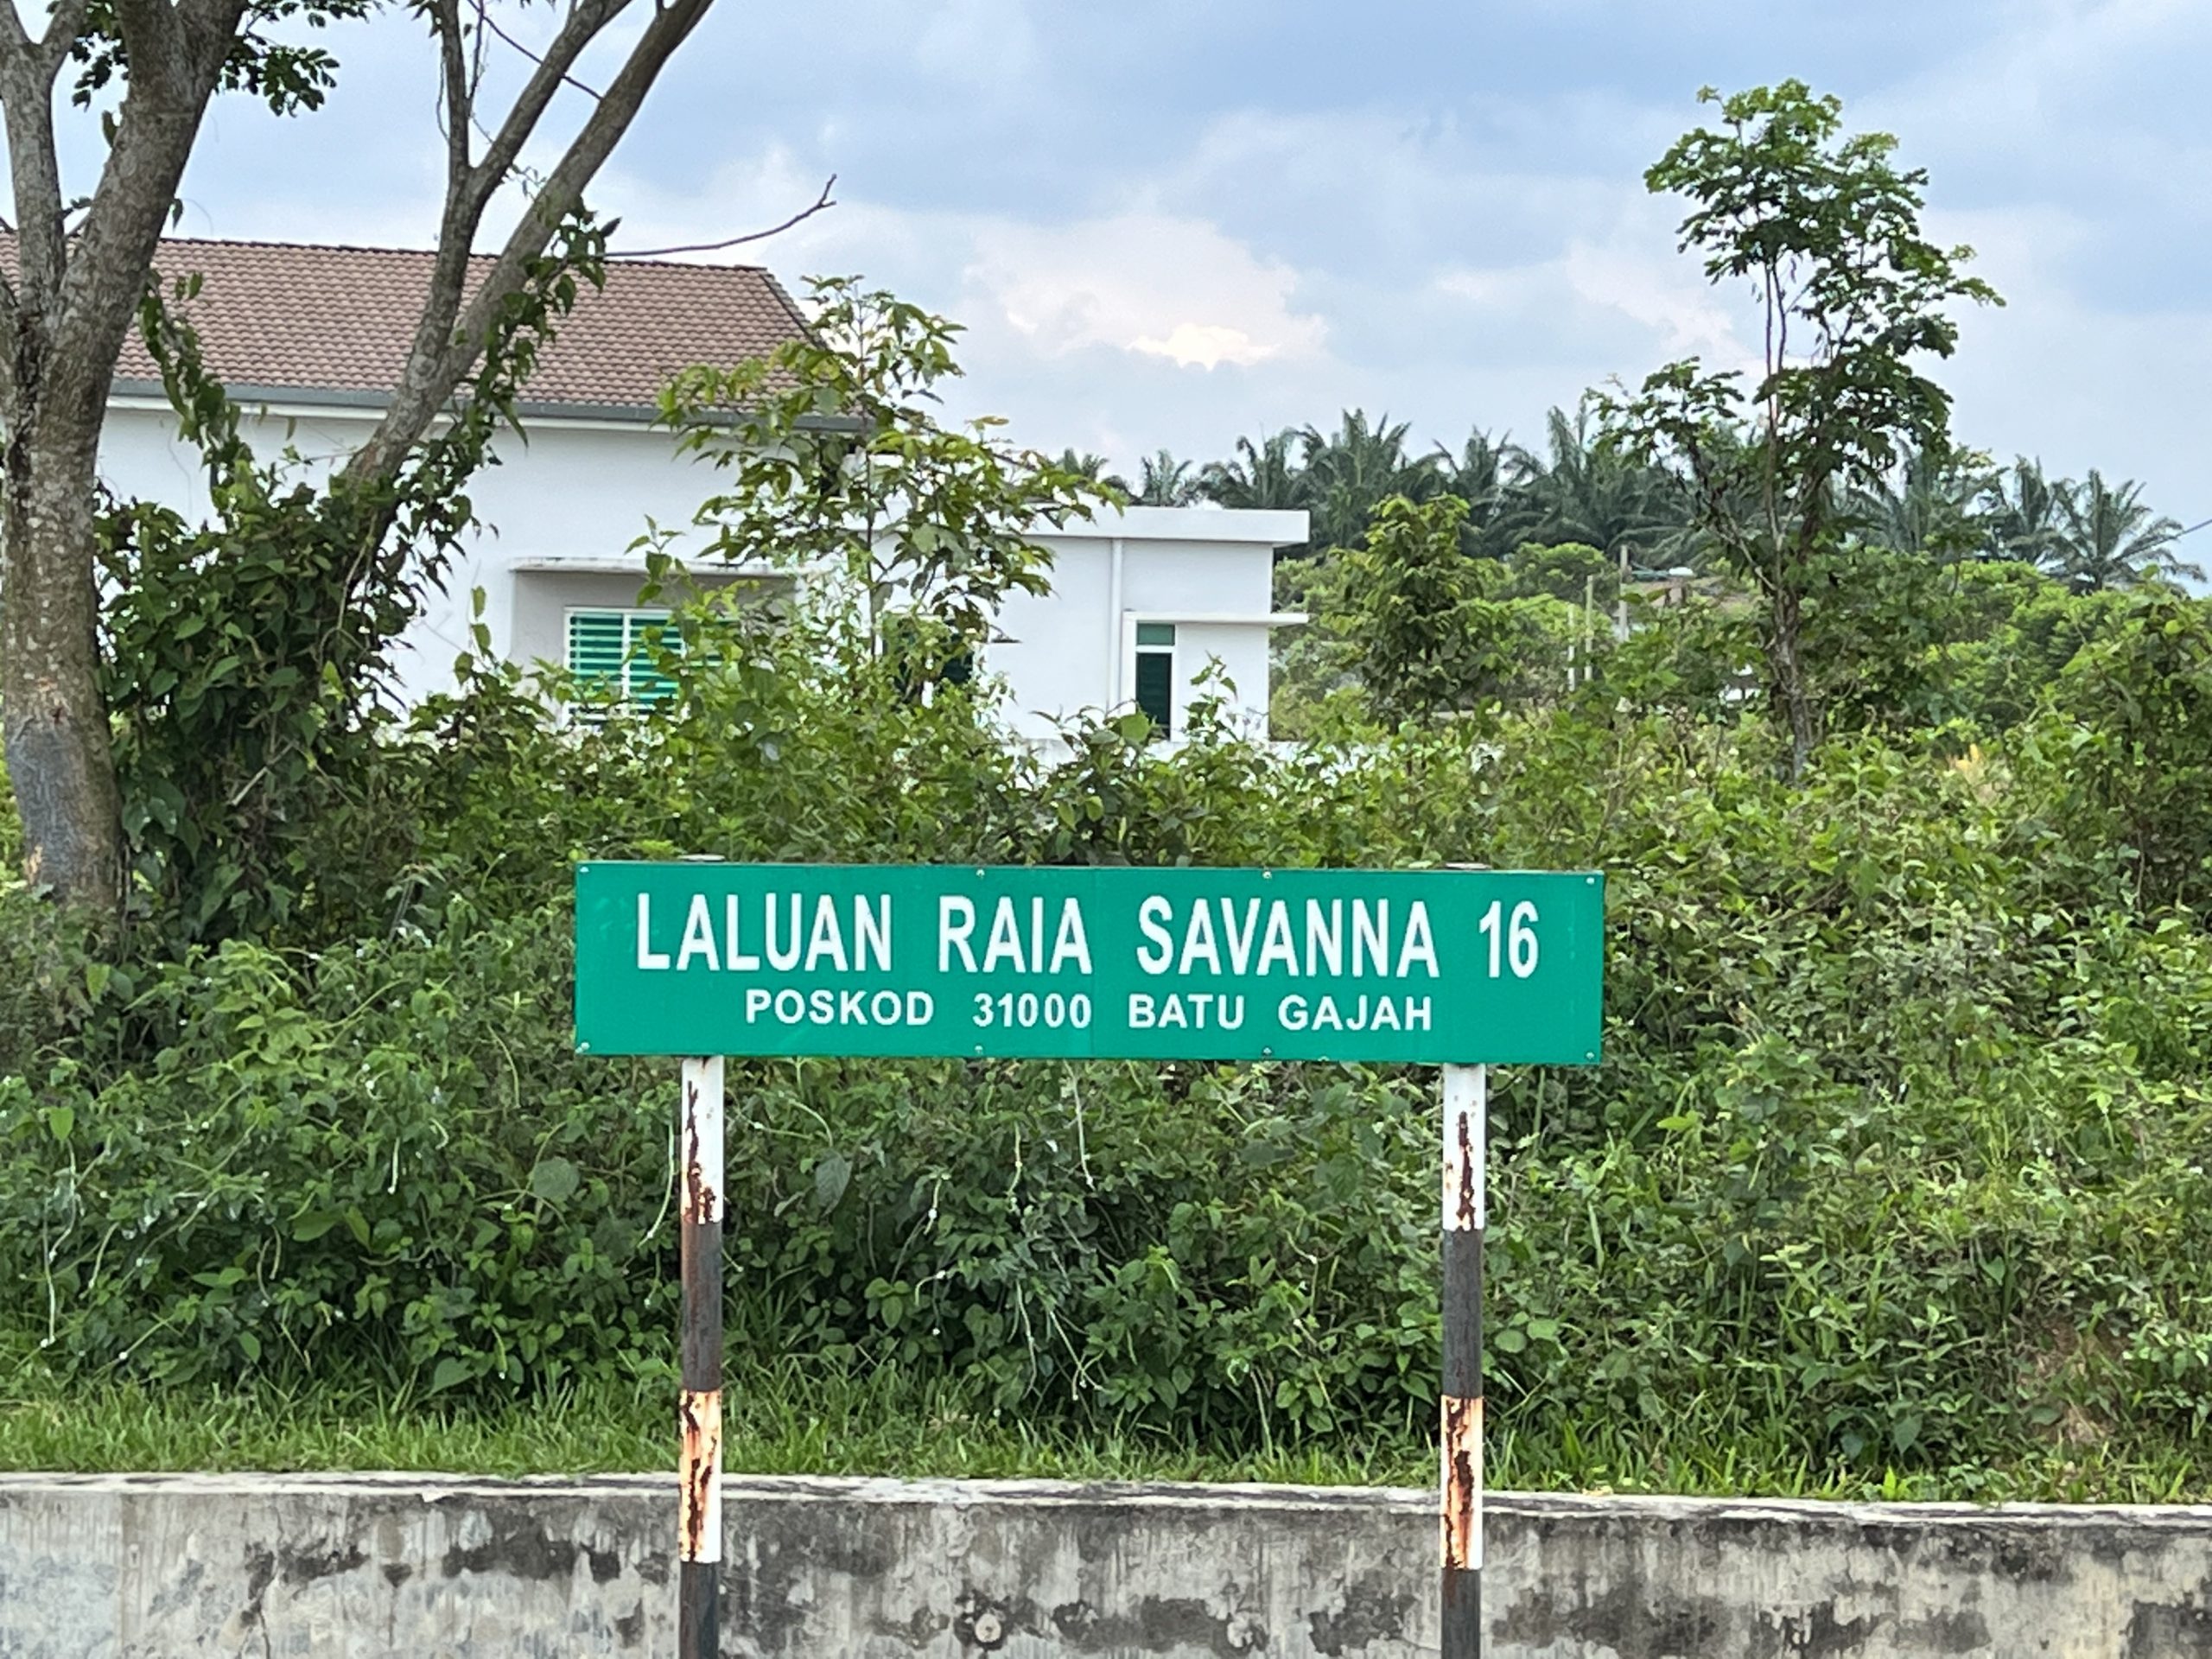 LALUAN RAIA SAVANNA 16
POSKOD 31000 BATU GAJAH